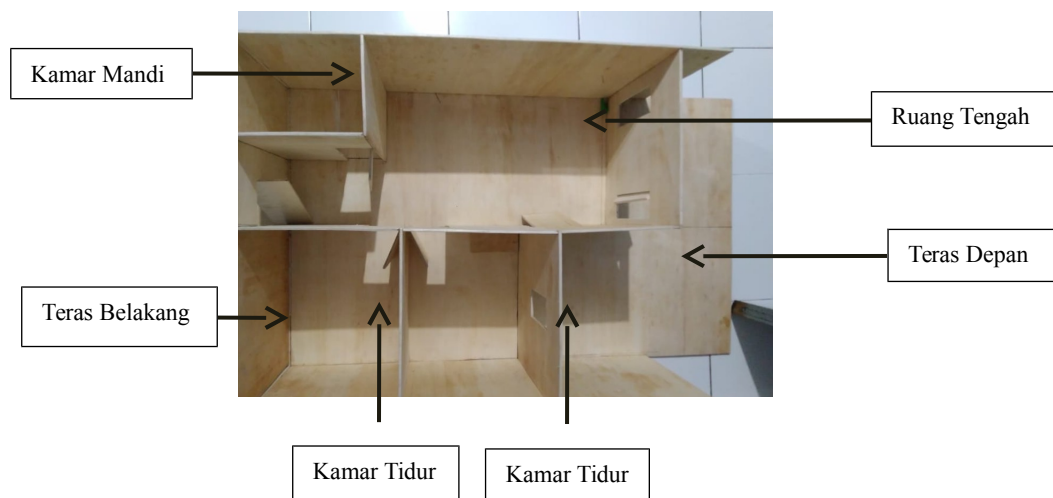 Kamar Mandi
Ruang Tengah
Teras Depan
Teras Belakang
Kamar Tidur
Kamar Tidur